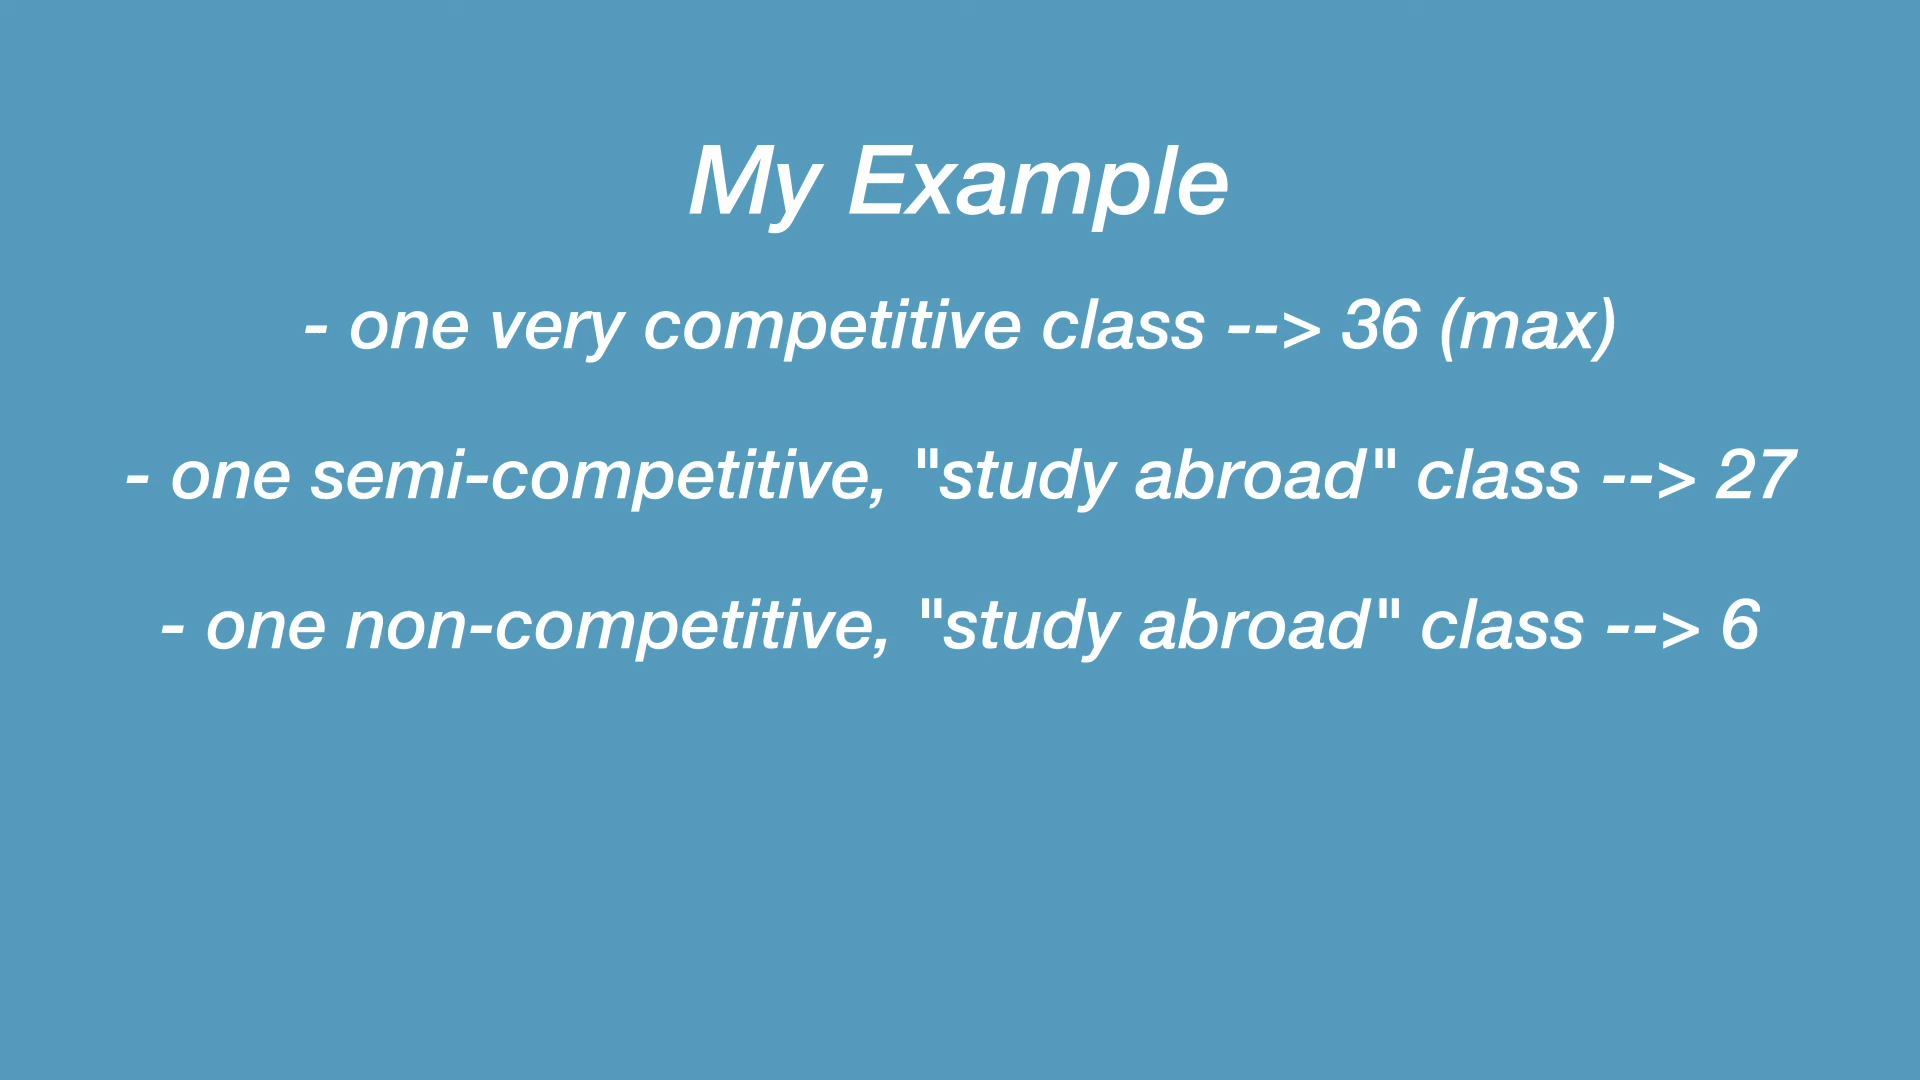 My Example
- one very competitive class --> 36 (max)
- one semi-competitive, "study abroad" class --> 27
- one non-competitive, "study abroad" class --> 6